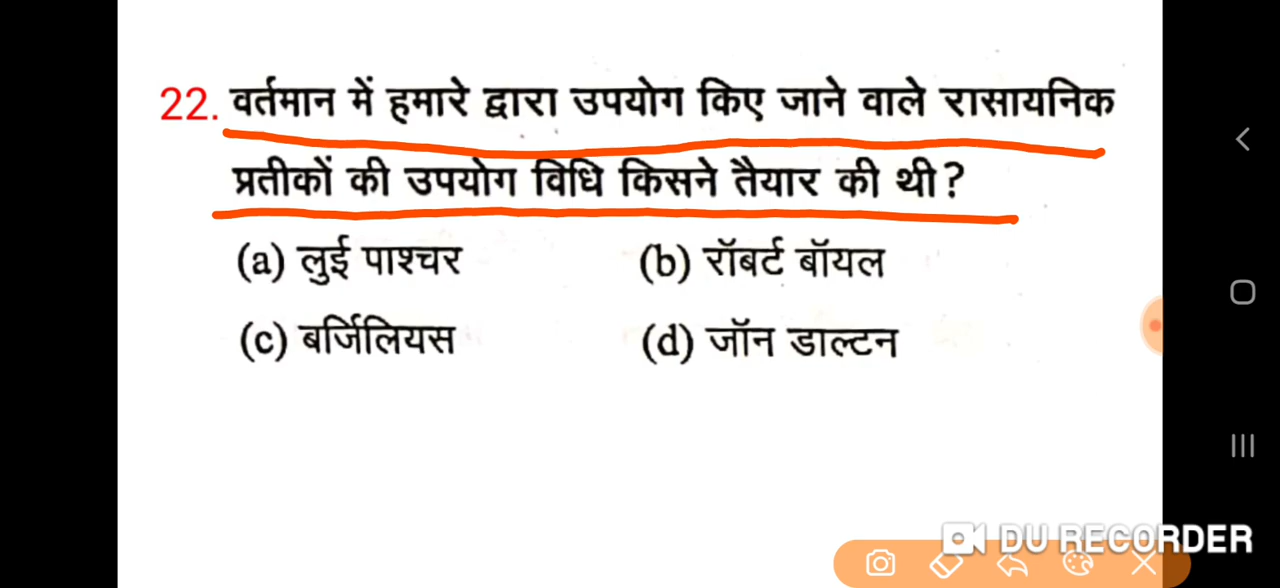 22. वर्तमान में हमारे द्वारा उपयोग किए जाने वाले रासायनिक
प्रतीकों की उपयोग विधि किसने तैयार की थी?
(a) लुई पाश्चर (b) रॉबर्ट बॉयल
(c) बर्जिलियस (d) जॉन डाल्टन
DU RECORDER